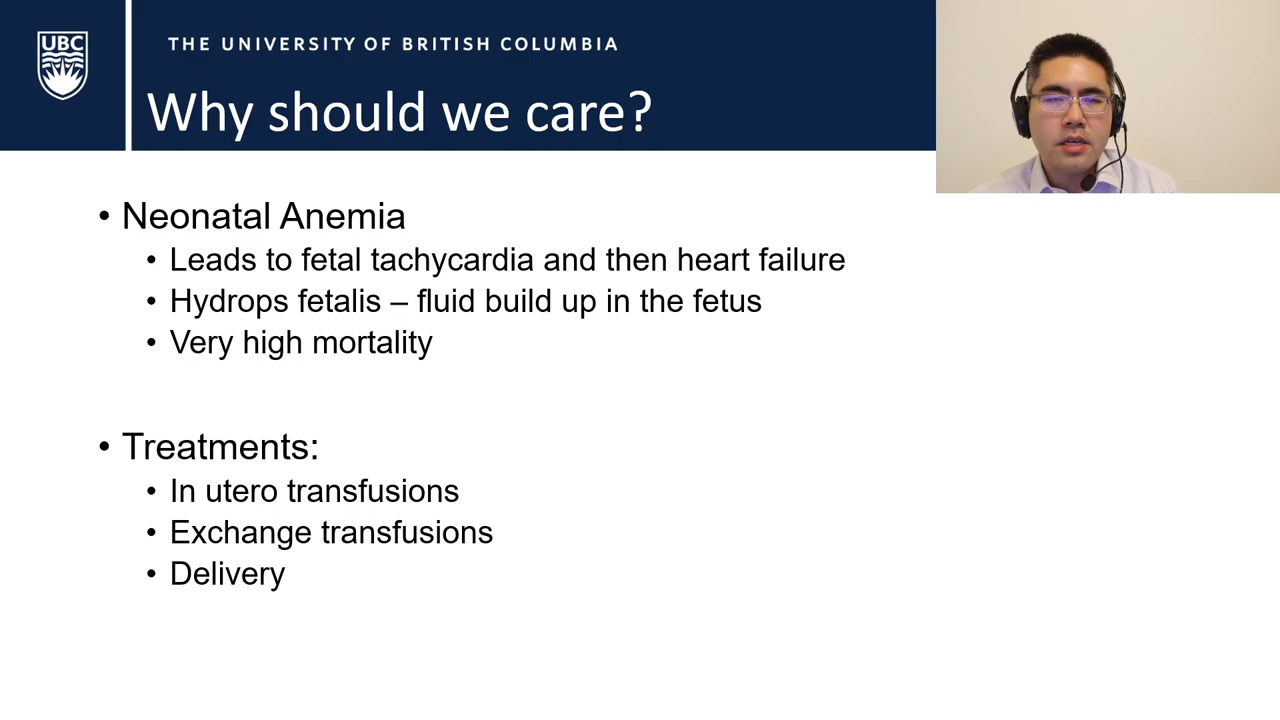 UBC
THE UNIVERSITY OF BRITISH COLUMBIA
Why should we care?
• Neonatal Anemia
• Leads to fetal tachycardia and then heart failure
• Hydrops fetalis – fluid build up in the fetus
• Very high mortality
• Treatments:
• In utero transfusions
• Exchange transfusions
• Delivery